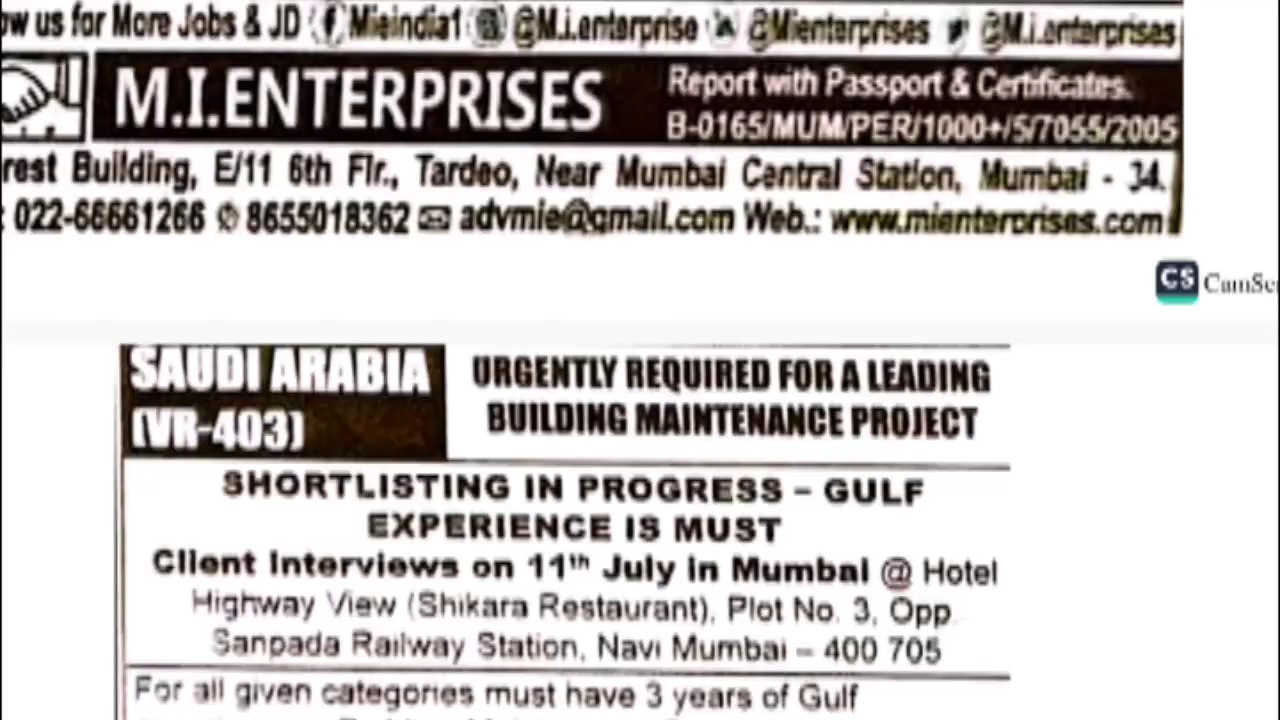 ow us for More Jobs & JD Mieindia1 @M.i.enterprise @Mienterprises @M.i.enterprises
M.I.ENTERPRISES
Report with Passport & Certificates.
B-0165/MUM/PER/1000+/5/7055/2005
rest Building, E/11 6th Flr., Tardeo, Near Mumbai Central Station, Mumbai - 34.
: 022-66661266 8655018362 advmie@gmail.com Web.: www.mienterprises.com
CS CamSc
SAUDI ARABIA
(VR-403)
URGENTLY REQUIRED FOR A LEADING
BUILDING MAINTENANCE PROJECT
SHORTLISTING IN PROGRESS – GULF
EXPERIENCE IS MUST
Client Interviews on 11th July in Mumbai @ Hotel
Highway View (Shikara Restaurant), Plot No. 3, Opp
Sanpada Railway Station, Navi Mumbai – 400 705
For all given categories must have 3 years of Gulf